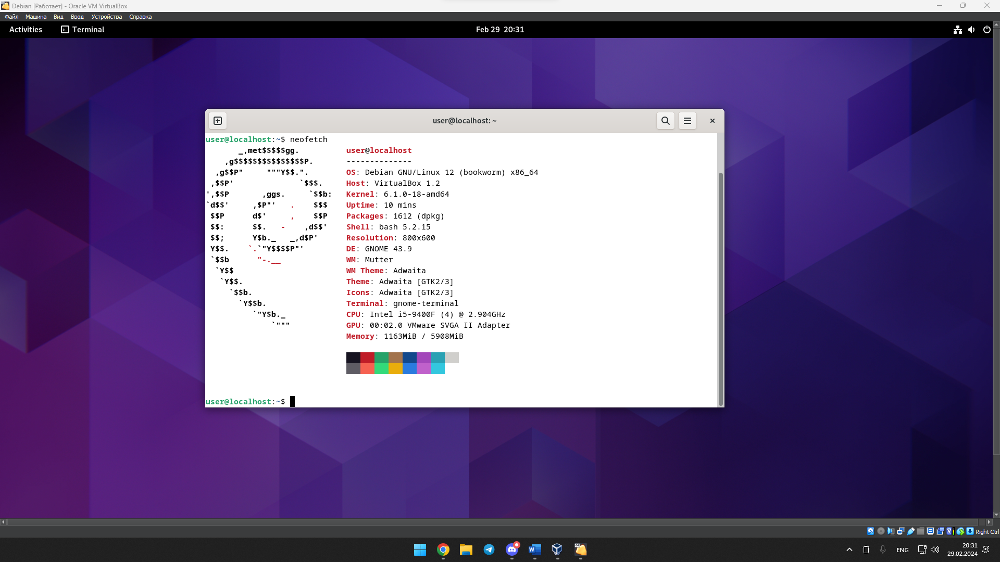 Debian [Работает] - Oracle VM VirtualBox
Файл Машина Вид Ввод Устройства Справка
Activities Terminal Feb 29 20:31
user@localhost: ~
user@localhost:~$ neofetch
_,met$$$$$gg. user@localhost
,g$$$$$$$$$$$$$$$P. --------------
,g$$P" """Y$$.". OS: Debian GNU/Linux 12 (bookworm) x86_64
,$$P' `$$$. Host: VirtualBox 1.2
',$$P ,ggs. `$$b: Kernel: 6.1.0-18-amd64
`d$$' ,$P"' . $$$ Uptime: 10 mins
$$P d$' , $$P Packages: 1612 (dpkg)
$$: $$. - ,d$$' Shell: bash 5.2.15
$$; Y$b._ _,d$P' Resolution: 800x600
Y$$. `.`"Y$$$$P"' DE: GNOME 43.9
`$$b "-.__ WM: Mutter
`Y$$ WM Theme: Adwaita
`Y$$. Theme: Adwaita [GTK2/3]
`$$b. Icons: Adwaita [GTK2/3]
`Y$$b. Terminal: gnome-terminal
`"Y$b._ CPU: Intel i5-9400F (4) @ 2.904GHz
`""" GPU: 00:02.0 VMware SVGA II Adapter
Memory: 1163MiB / 5908MiB
user@localhost:~$
Right Ctrl
ENG 20:31
29.02.2024